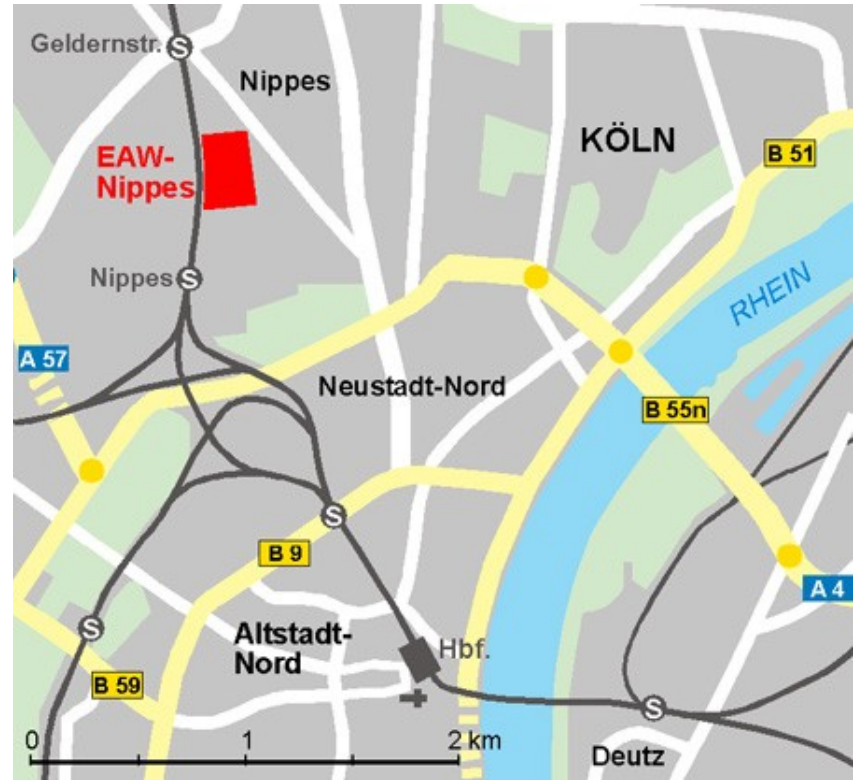 Geldernstr.
S
Nippes
KÖLN
B 51
EAW-
Nippes
Nippes
S
RHEIN
A 57
Neustadt-Nord
B 55n
S
B 9
A 4
S
Altstadt-
Nord
Hbf.
B 59
S
0 1 2 km
Deutz